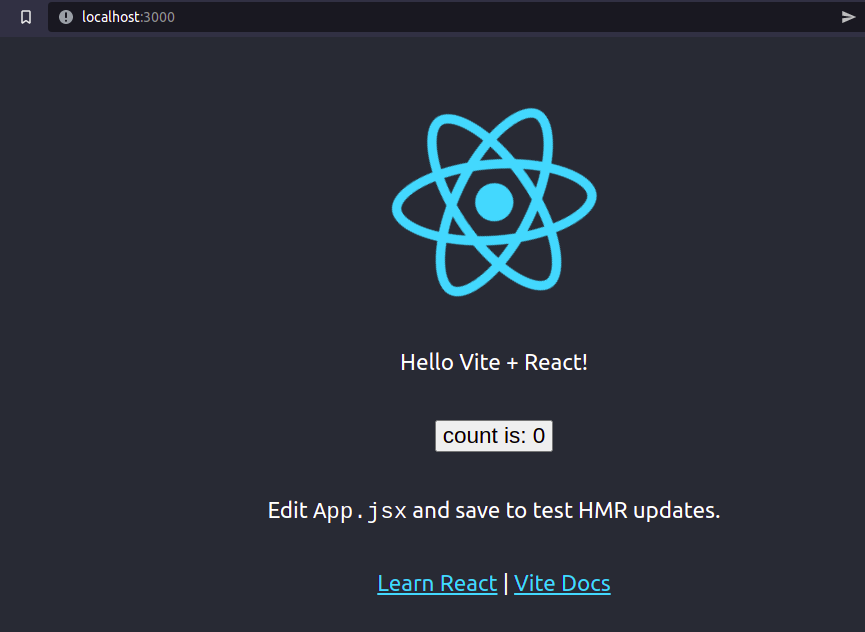 localhost:3000
Hello Vite + React!
count is: 0
Edit App.jsx and save to test HMR updates.
Learn React | Vite Docs